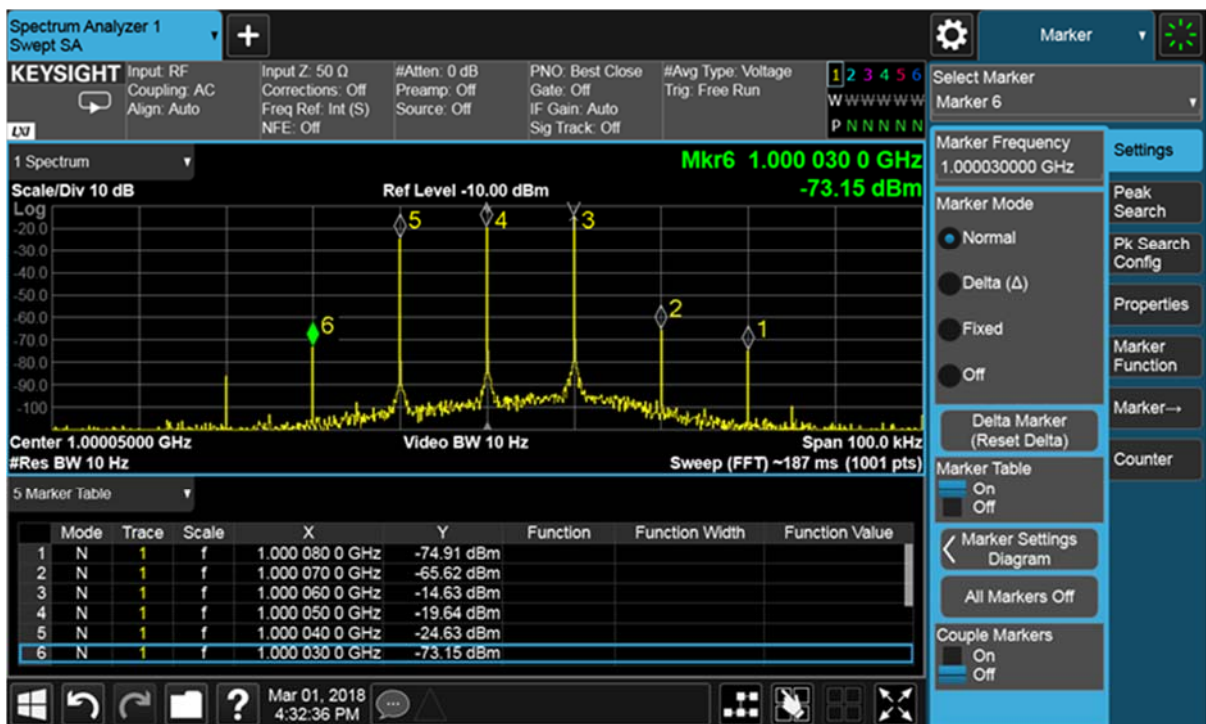 Spectrum Analyzer 1
Swept SA
Marker
KEYSIGHT
LXI
Input: RF
Coupling: AC
Align: Auto
Input Z: 50 Ω
Corrections: Off
Freq Ref: Int (S)
NFE: Off
#Atten: 0 dB
Preamp: Off
Source: Off
PNO: Best Close
Gate: Off
IF Gain: Auto
Sig Track: Off
#Avg Type: Voltage
Trig: Free Run
1 2 3 4 5 6
W W W W W W
P N N N N N
Select Marker
Marker 6
1 Spectrum
Mkr6 1.000 030 0 GHz
-73.15 dBm
Scale/Div 10 dB
Ref Level -10.00 dBm
Log
-20.0
-30.0
-40.0
-50.0
-60.0
-70.0
-80.0
-90.0
-100
5
4
3
2
1
6
Center 1.00005000 GHz
Video BW 10 Hz
Span 100.0 kHz
#Res BW 10 Hz
Sweep (FFT) ~187 ms (1001 pts)
5 Marker Table
Mode Trace Scale X Y Function Function Width Function Value
1 N 1 f 1.000 080 0 GHz -74.91 dBm
2 N 1 f 1.000 070 0 GHz -65.62 dBm
3 N 1 f 1.000 060 0 GHz -14.63 dBm
4 N 1 f 1.000 050 0 GHz -19.64 dBm
5 N 1 f 1.000 040 0 GHz -24.63 dBm
6 N 1 f 1.000 030 0 GHz -73.15 dBm
Marker Frequency
1.000030000 GHz
Marker Mode
Normal
Delta (Δ)
Fixed
Off
Delta Marker
(Reset Delta)
Marker Table
On
Off
Marker Settings
Diagram
All Markers Off
Couple Markers
On
Off
Settings
Peak
Search
Pk Search
Config
Properties
Marker
Function
Marker→
Counter
?
Mar 01, 2018
4:32:36 PM